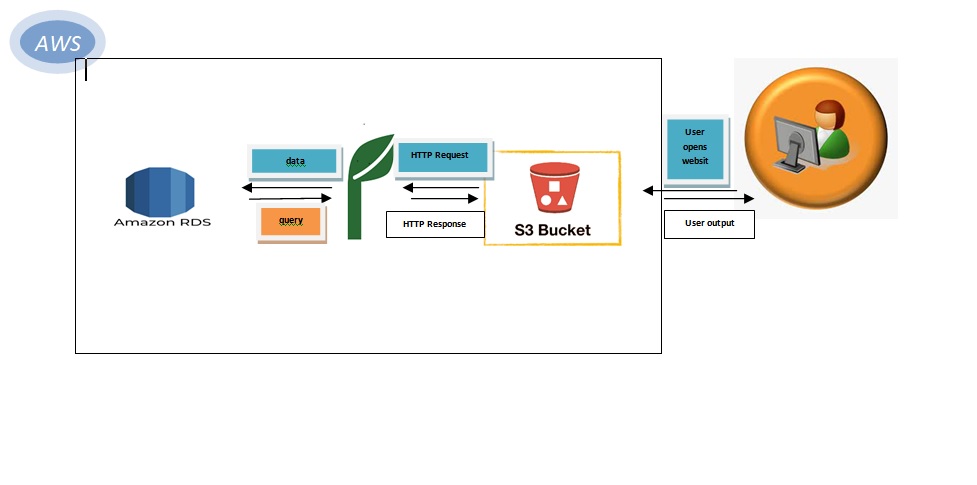 AWS
data
query
Amazon RDS
HTTP Request
HTTP Response
S3 Bucket
User
opens
websit
User output